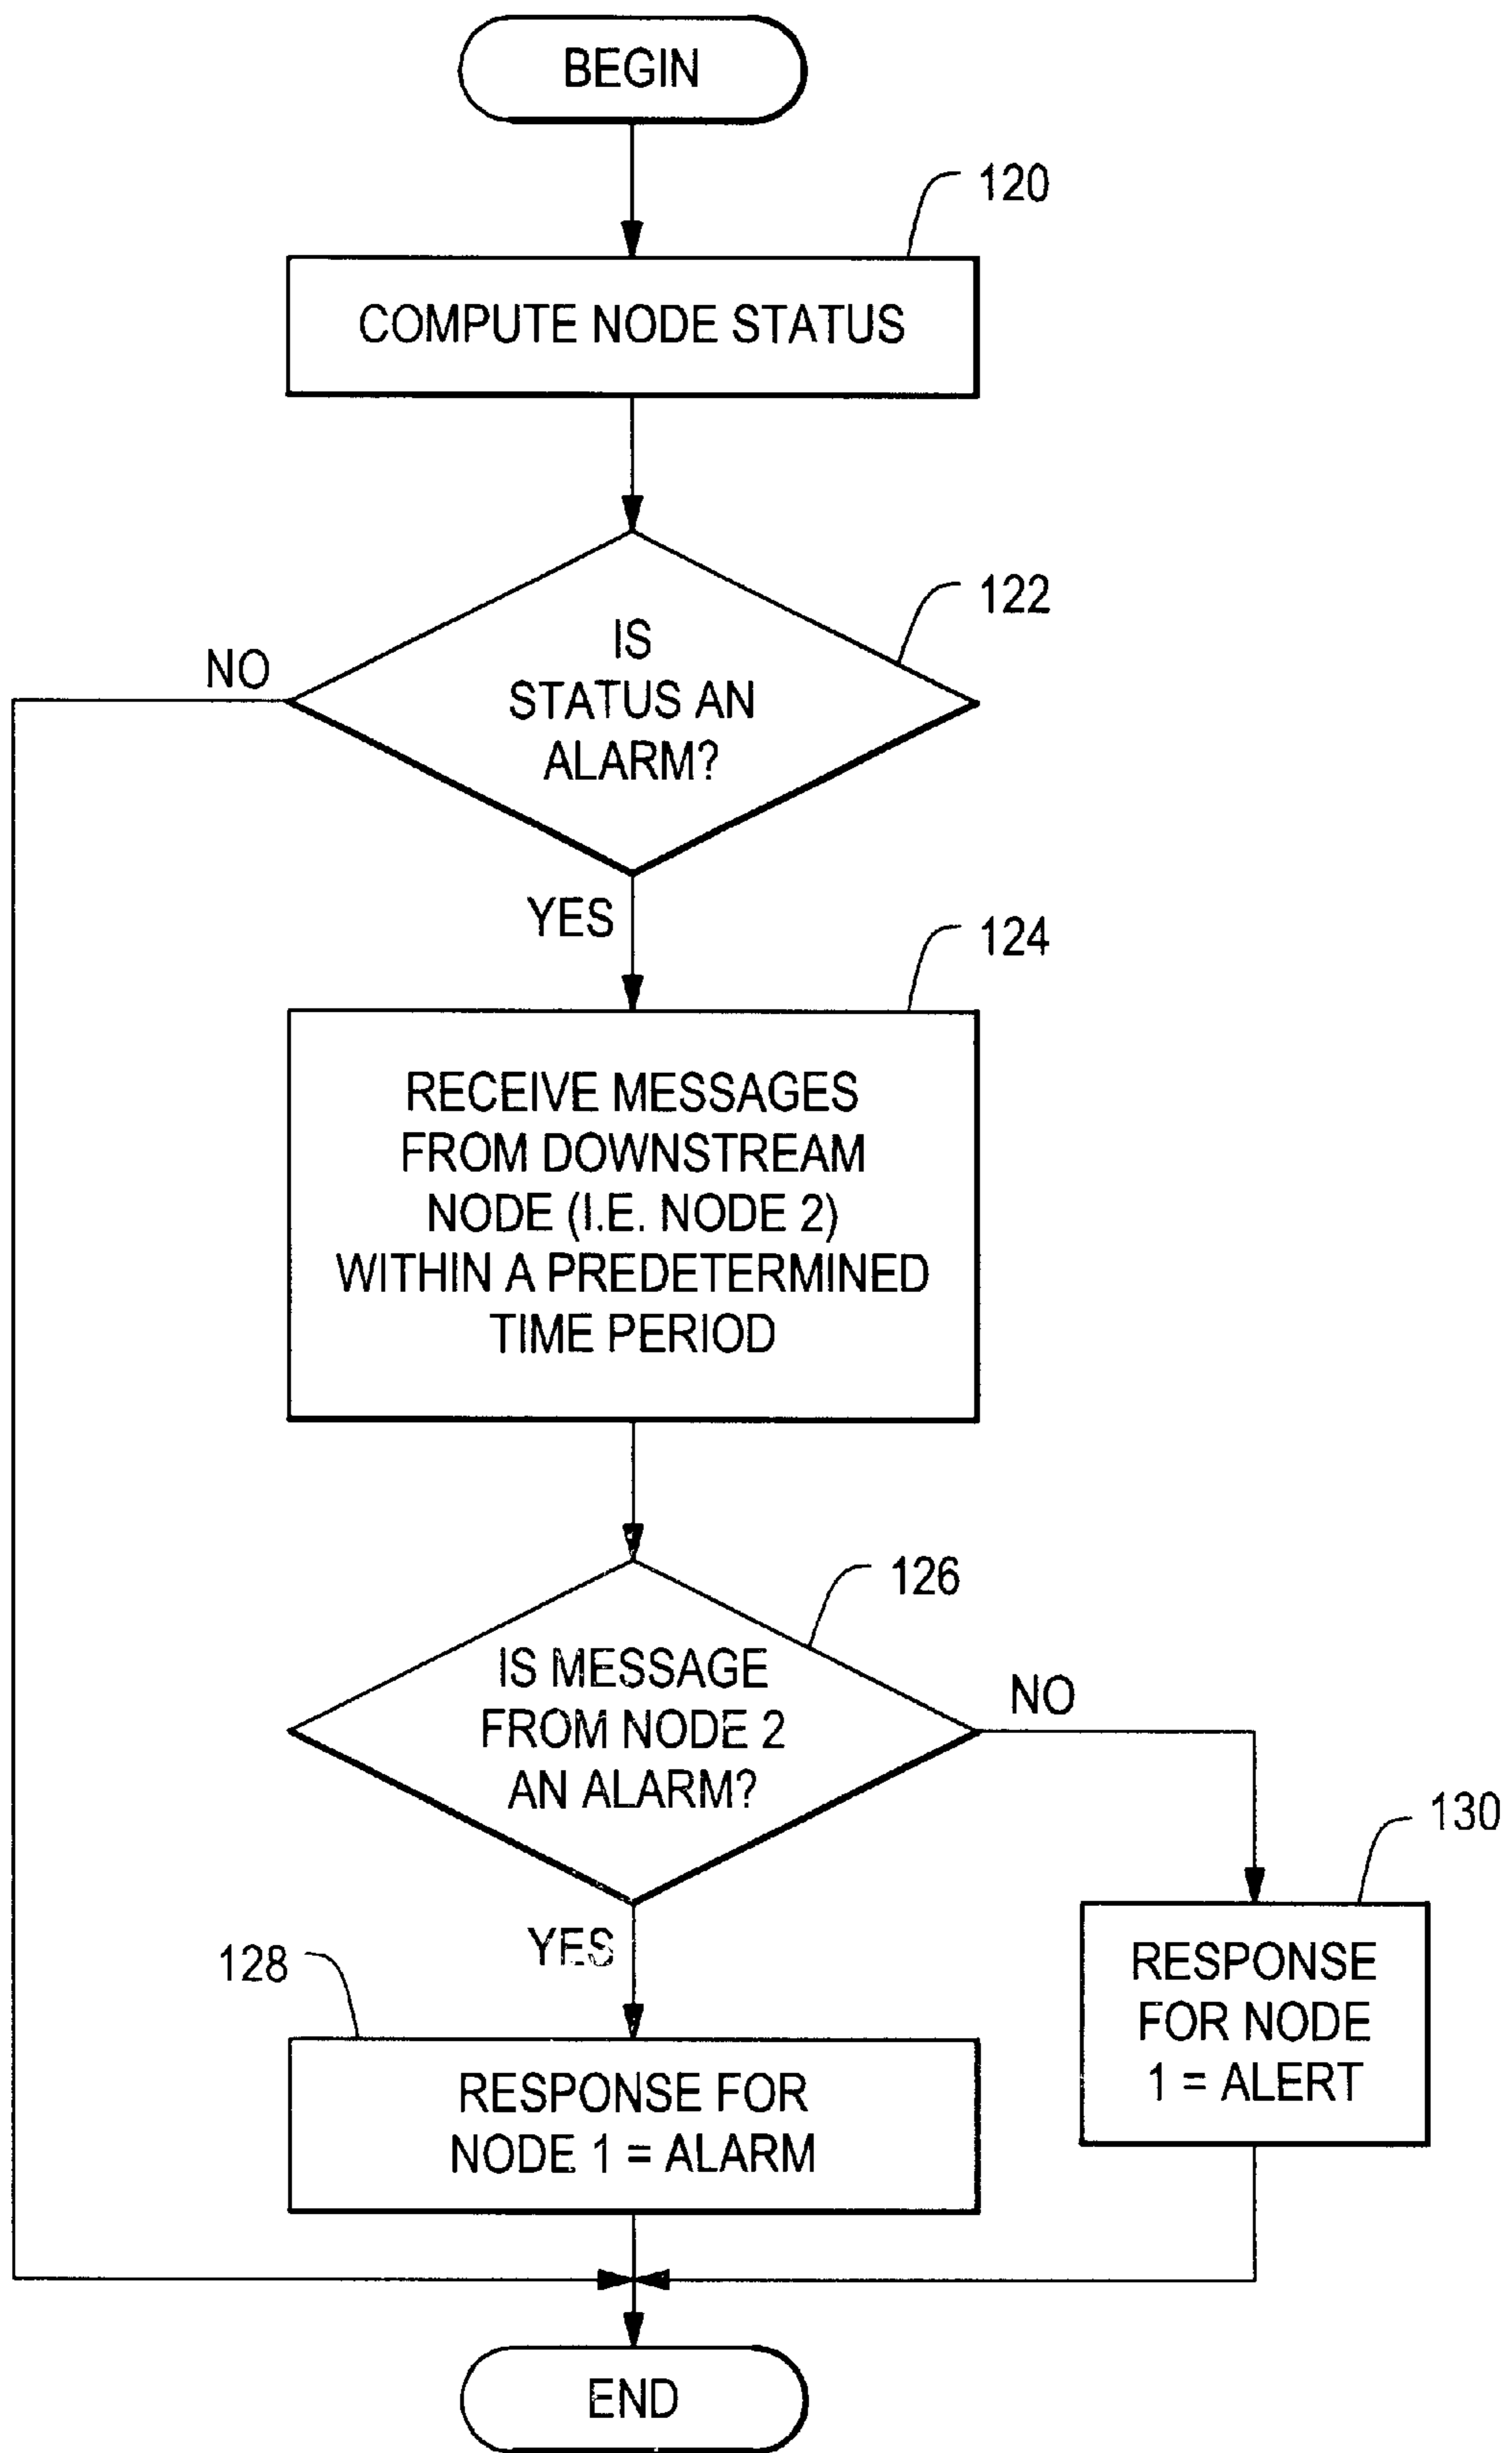 BEGIN
120
COMPUTE NODE STATUS
122
IS
STATUS AN
ALARM?
NO
YES
124
RECEIVE MESSAGES
FROM DOWNSTREAM
NODE (I.E. NODE 2)
WITHIN A PREDETERMINED
TIME PERIOD
126
IS MESSAGE
FROM NODE 2
AN ALARM?
NO
YES
130
RESPONSE
FOR NODE
1 = ALERT
128
RESPONSE FOR
NODE 1 = ALARM
END